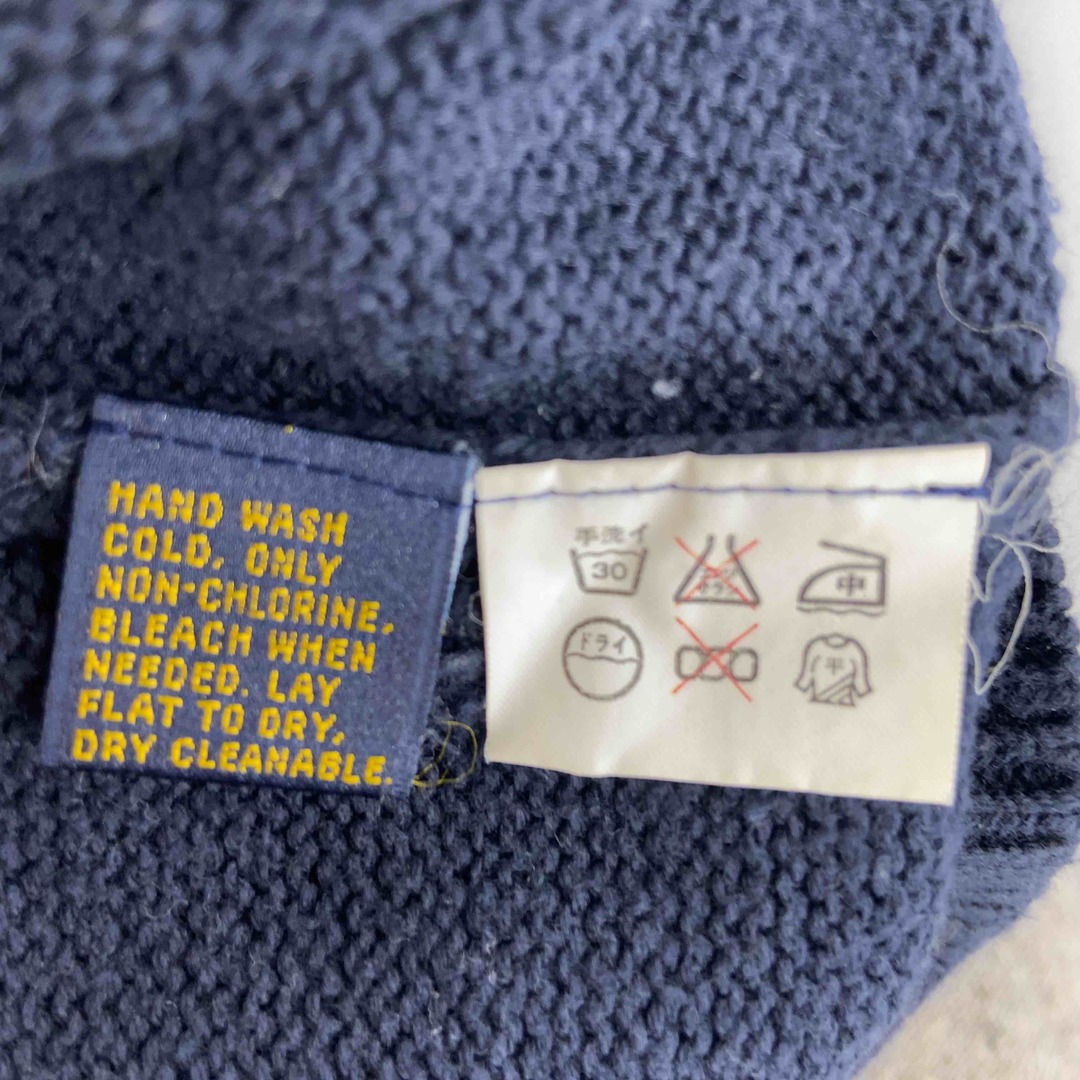 HAND WASH
COLD, ONLY
NON-CHLORINE,
BLEACH WHEN
NEEDED. LAY
FLAT TO DRY,
DRY CLEANABLE.
手洗イ
30
中
ドライ
平